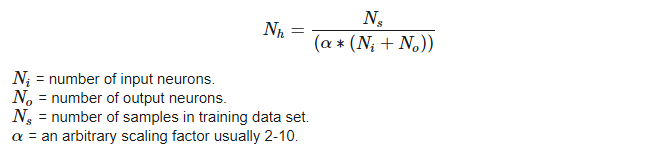 N_h = N_s / (α * (N_i + N_o))
N_i = number of input neurons.
N_o = number of output neurons.
N_s = number of samples in training data set.
α = an arbitrary scaling factor usually 2-10.